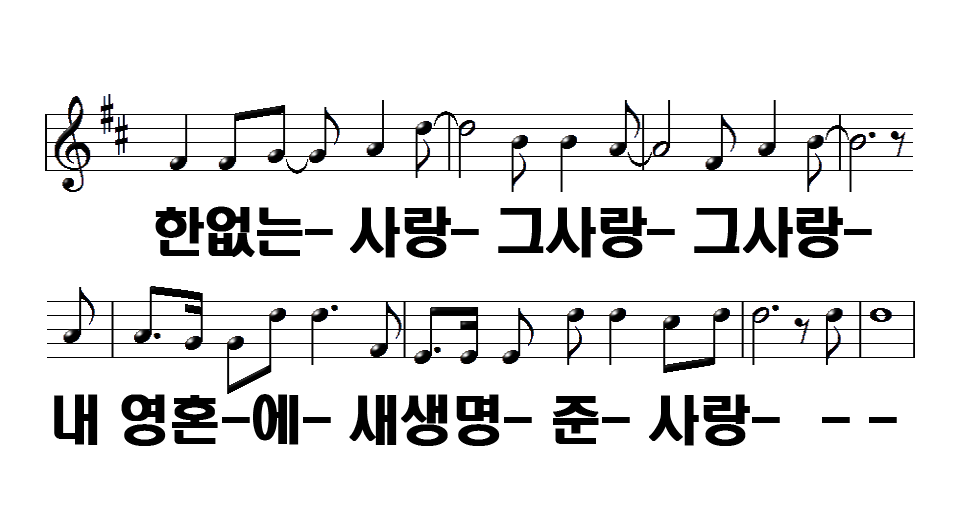 한없는- 사랑- 그사랑- 그사랑-
내 영혼-에- 새생명- 준- 사랑- - -